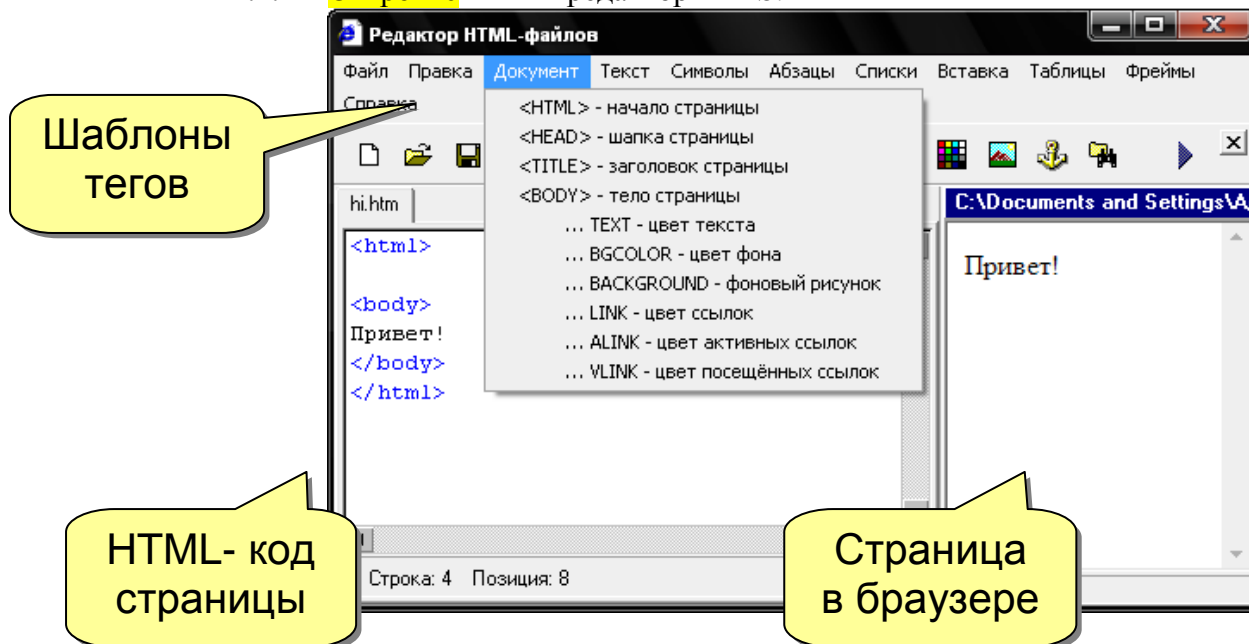 Редактор HTML-файлов
Файл Правка Документ Текст Символы Абзацы Списки Вставка Таблицы Фреймы
Справка
<HTML> - начало страницы
<HEAD> - шапка страницы
<TITLE> - заголовок страницы
<BODY> - тело страницы
... TEXT - цвет текста
... BGCOLOR - цвет фона
... BACKGROUND - фоновый рисунок
... LINK - цвет ссылок
... ALINK - цвет активных ссылок
... VLINK - цвет посещённых ссылок
Шаблоны
тегов
hi.htm
C:\Documents and Settings\A
<html>
<body>
Привет!
</body>
</html>
Привет!
HTML- код
страницы
Страница
в браузере
Строка: 4 Позиция: 8